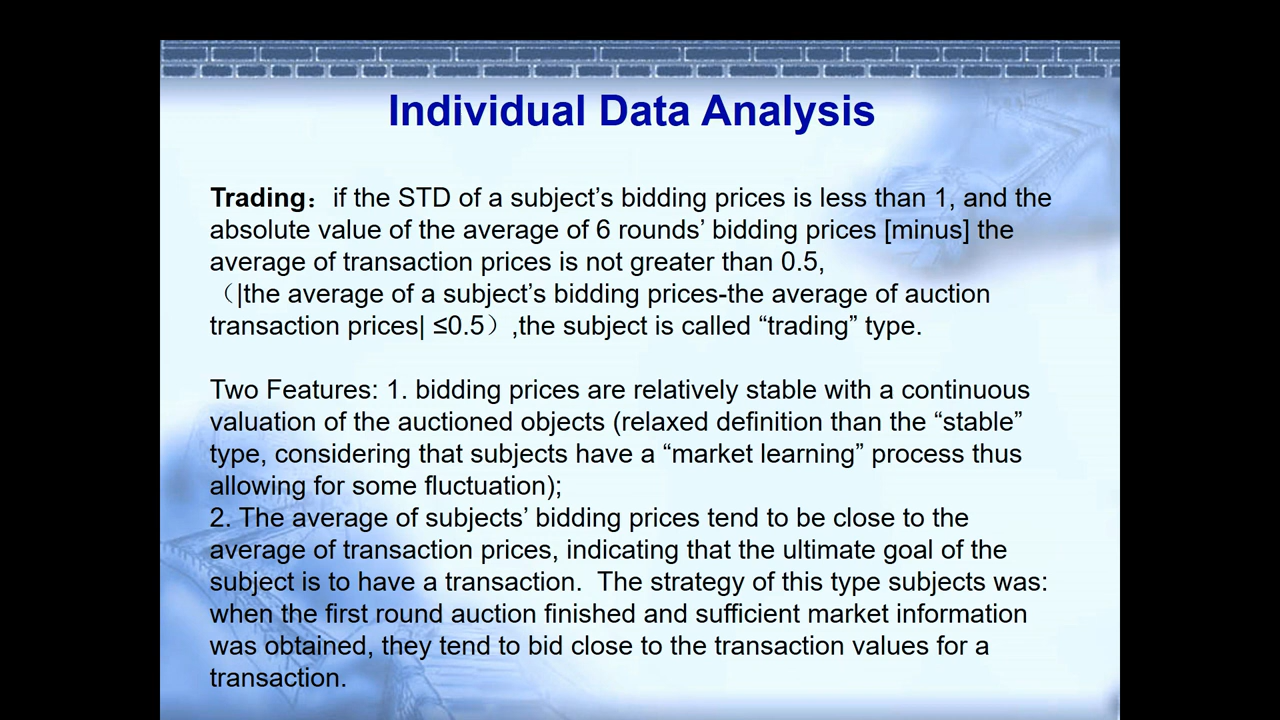 Individual Data Analysis
Trading：if the STD of a subject’s bidding prices is less than 1, and the
absolute value of the average of 6 rounds’ bidding prices [minus] the
average of transaction prices is not greater than 0.5,
（|the average of a subject’s bidding prices-the average of auction
transaction prices| ≤0.5）,the subject is called “trading” type.
Two Features: 1. bidding prices are relatively stable with a continuous
valuation of the auctioned objects (relaxed definition than the “stable”
type, considering that subjects have a “market learning” process thus
allowing for some fluctuation);
2. The average of subjects’ bidding prices tend to be close to the
average of transaction prices, indicating that the ultimate goal of the
subject is to have a transaction.  The strategy of this type subjects was:
when the first round auction finished and sufficient market information
was obtained, they tend to bid close to the transaction values for a
transaction.